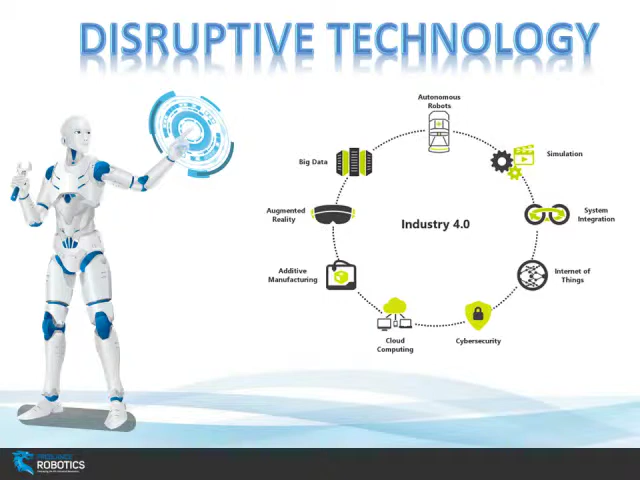 DISRUPTIVE TECHNOLOGY
Autonomous
Robots
Simulation
System
Integration
Internet of
Things
Cybersecurity
Cloud
Computing
Additive
Manufacturing
Augmented
Reality
Big Data
Industry 4.0
ROBOTICS